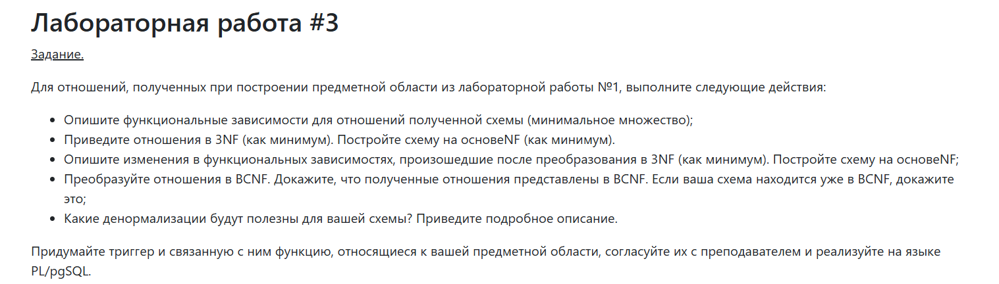 Лабораторная работа #3
Задание.
Для отношений, полученных при построении предметной области из лабораторной работы №1, выполните следующие действия:
• Опишите функциональные зависимости для отношений полученной схемы (минимальное множество);
• Приведите отношения в 3NF (как минимум). Постройте схему на основеNF (как минимум).
• Опишите изменения в функциональных зависимостях, произошедшие после преобразования в 3NF (как минимум). Постройте схему на основеNF;
• Преобразуйте отношения в BCNF. Докажите, что полученные отношения представлены в BCNF. Если ваша схема находится уже в BCNF, докажите
это;
• Какие денормализации будут полезны для вашей схемы? Приведите подробное описание.
Придумайте триггер и связанную с ним функцию, относящиеся к вашей предметной области, согласуйте их с преподавателем и реализуйте на языке
PL/pgSQL.